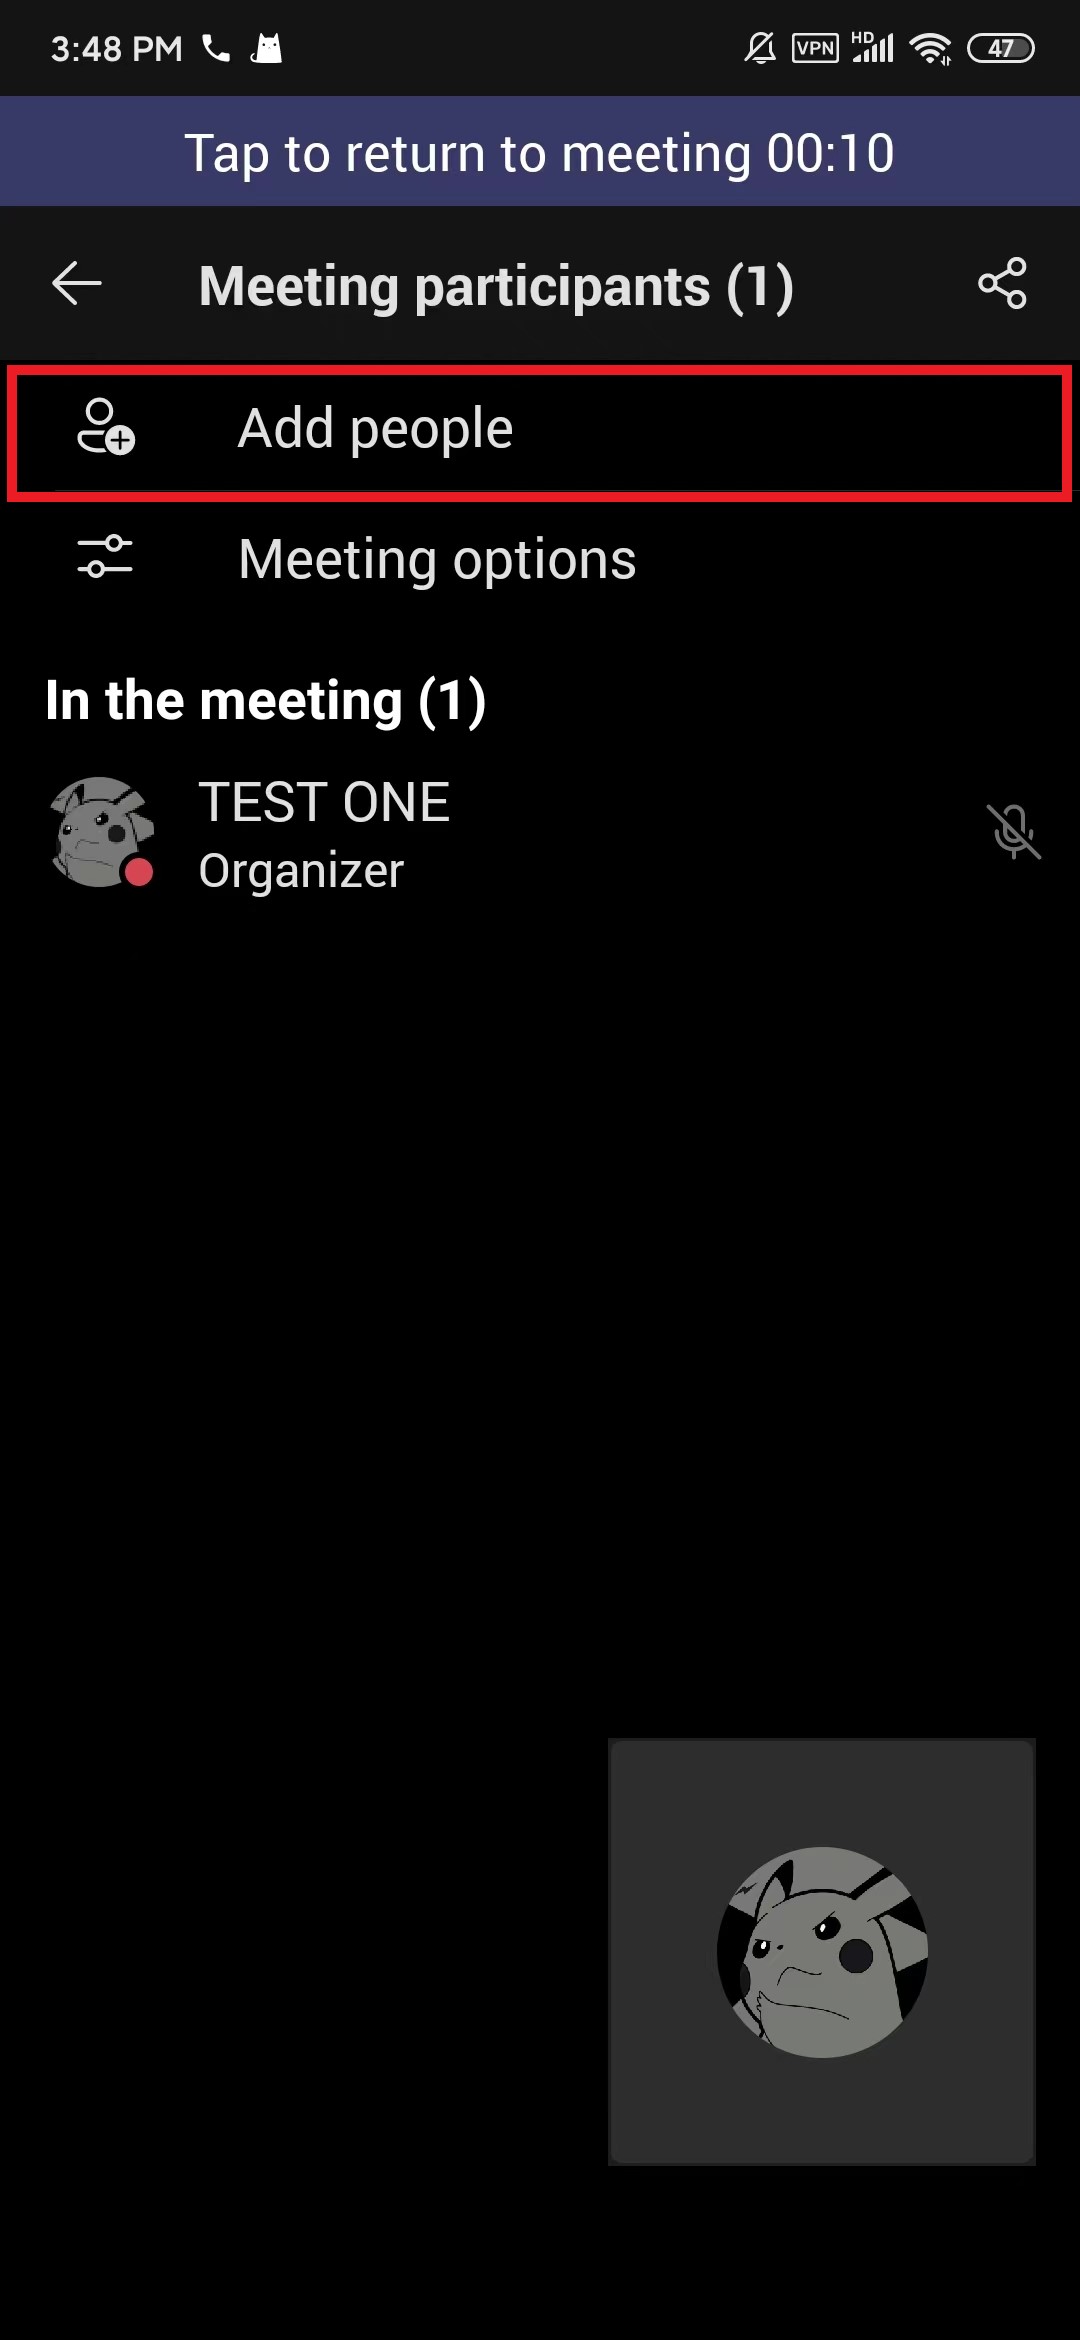 3:48 PM
VPN HD 47
Tap to return to meeting 00:10
Meeting participants (1)
Add people
Meeting options
In the meeting (1)
TEST ONE
Organizer